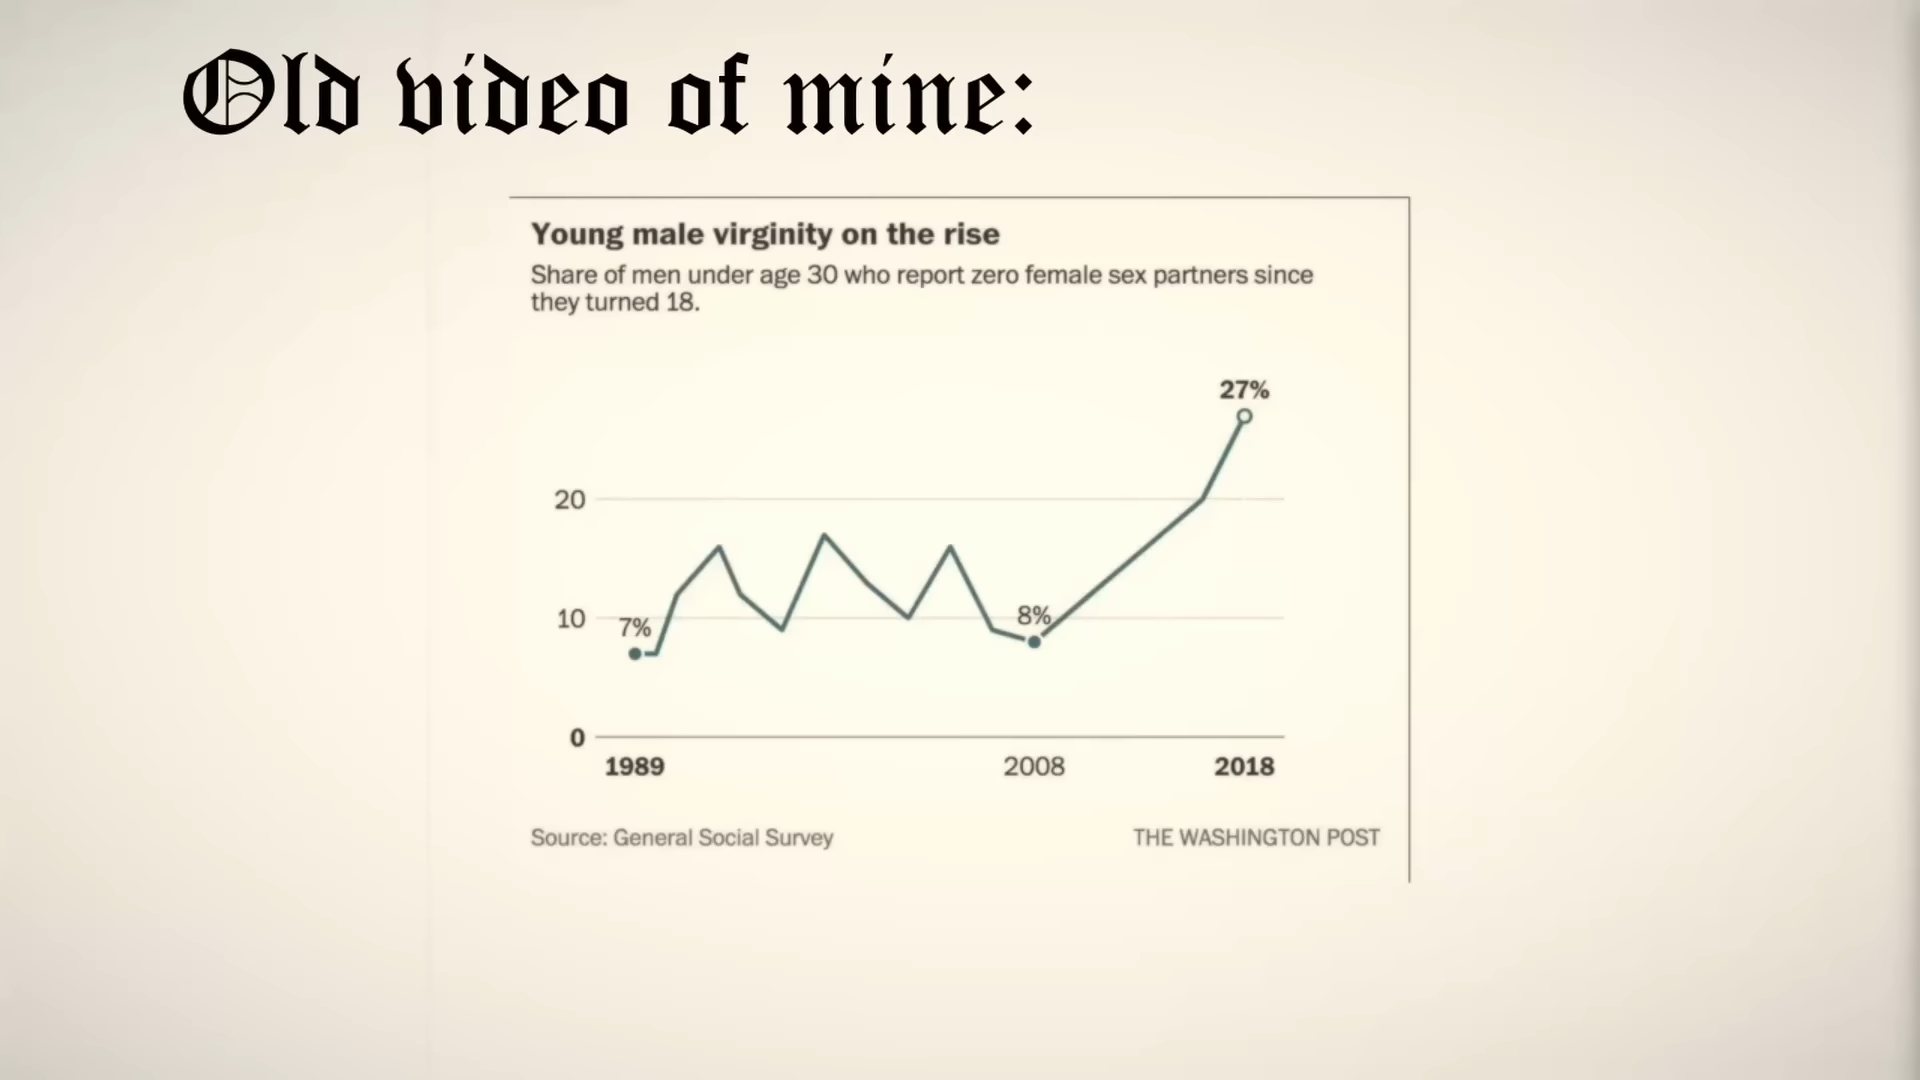 Old video of mine:
Young male virginity on the rise
Share of men under age 30 who report zero female sex partners since
they turned 18.
27%
20
10
7%
8%
0
1989
2008
2018
Source: General Social Survey
THE WASHINGTON POST